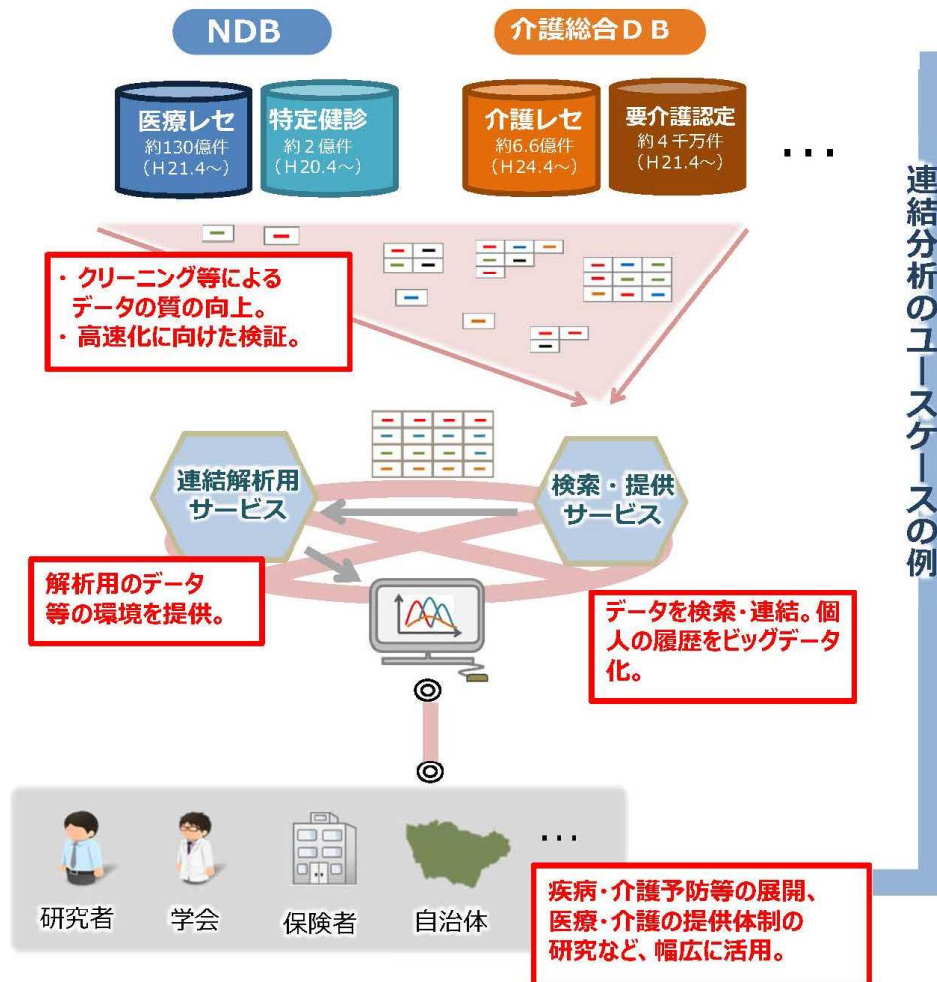 NDB
介護総合ＤＢ
医療レセ
約130億件
（H21.4～）
特定健診
約２億件
（H20.4～）
介護レセ
約6.6億件
（H24.4～）
要介護認定
約４千万件
（H21.4～）
…
・ クリーニング等による
データの質の向上。
・ 高速化に向けた検証。
連結解析用
サービス
検索・提供
サービス
解析用のデータ
等の環境を提供。
データを検索・連結。個
人の履歴をビッグデータ
化。
研究者
学会
保険者
自治体
…
疾病・介護予防等の展開、
医療・介護の提供体制の
研究など、幅広に活用。
連結分析のユースケースの例